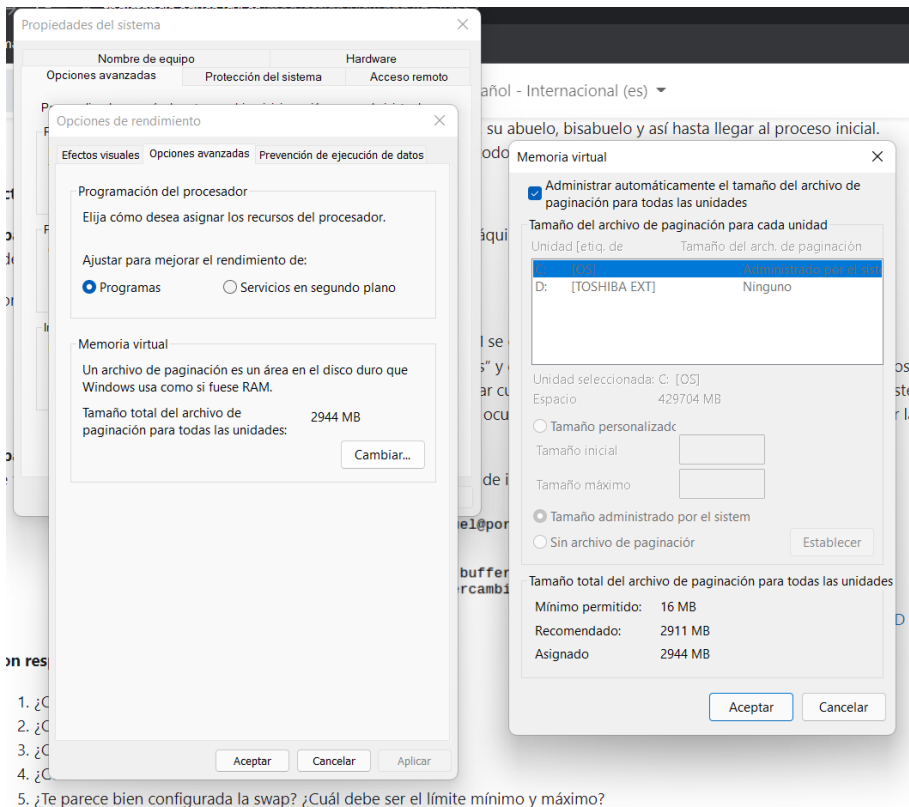 Propiedades del sistema
Nombre de equipo
Hardware
Opciones avanzadas
Protección del sistema
Acceso remoto
Opciones de rendimiento
Efectos visuales
Opciones avanzadas
Prevención de ejecución de datos
Programación del procesador
Elija cómo desea asignar los recursos del procesador.
Ajustar para mejorar el rendimiento de:
Programas
Servicios en segundo plano
Memoria virtual
Un archivo de paginación es un área en el disco duro que
Windows usa como si fuese RAM.
Tamaño total del archivo de
paginación para todas las unidades:
2944 MB
Cambiar...
Aceptar
Cancelar
Aplicar
- Internacional (es)
su abuelo, bisabuelo y así hasta llegar al proceso inicial.
Memoria virtual
Administrar automáticamente el tamaño del archivo de
paginación para todas las unidades
Tamaño del archivo de paginación para cada unidad
Unidad [etiq. de
Tamaño del arch. de paginación
C: [OS] Administrado por el siste
D: [TOSHIBA EXT] Ninguno
Unidad seleccionada: C: [OS]
Espacio 429704 MB
Tamaño personalizado
Tamaño inicial
Tamaño máximo
Tamaño administrado por el sistem
Sin archivo de paginación
Establecer
Tamaño total del archivo de paginación para todas las unidades
Mínimo permitido: 16 MB
Recomendado: 2911 MB
Asignado 2944 MB
Aceptar
Cancelar
1. ¿
2. ¿
3. ¿
4. ¿
5. ¿Te parece bien configurada la swap? ¿Cuál debe ser el límite mínimo y máximo?